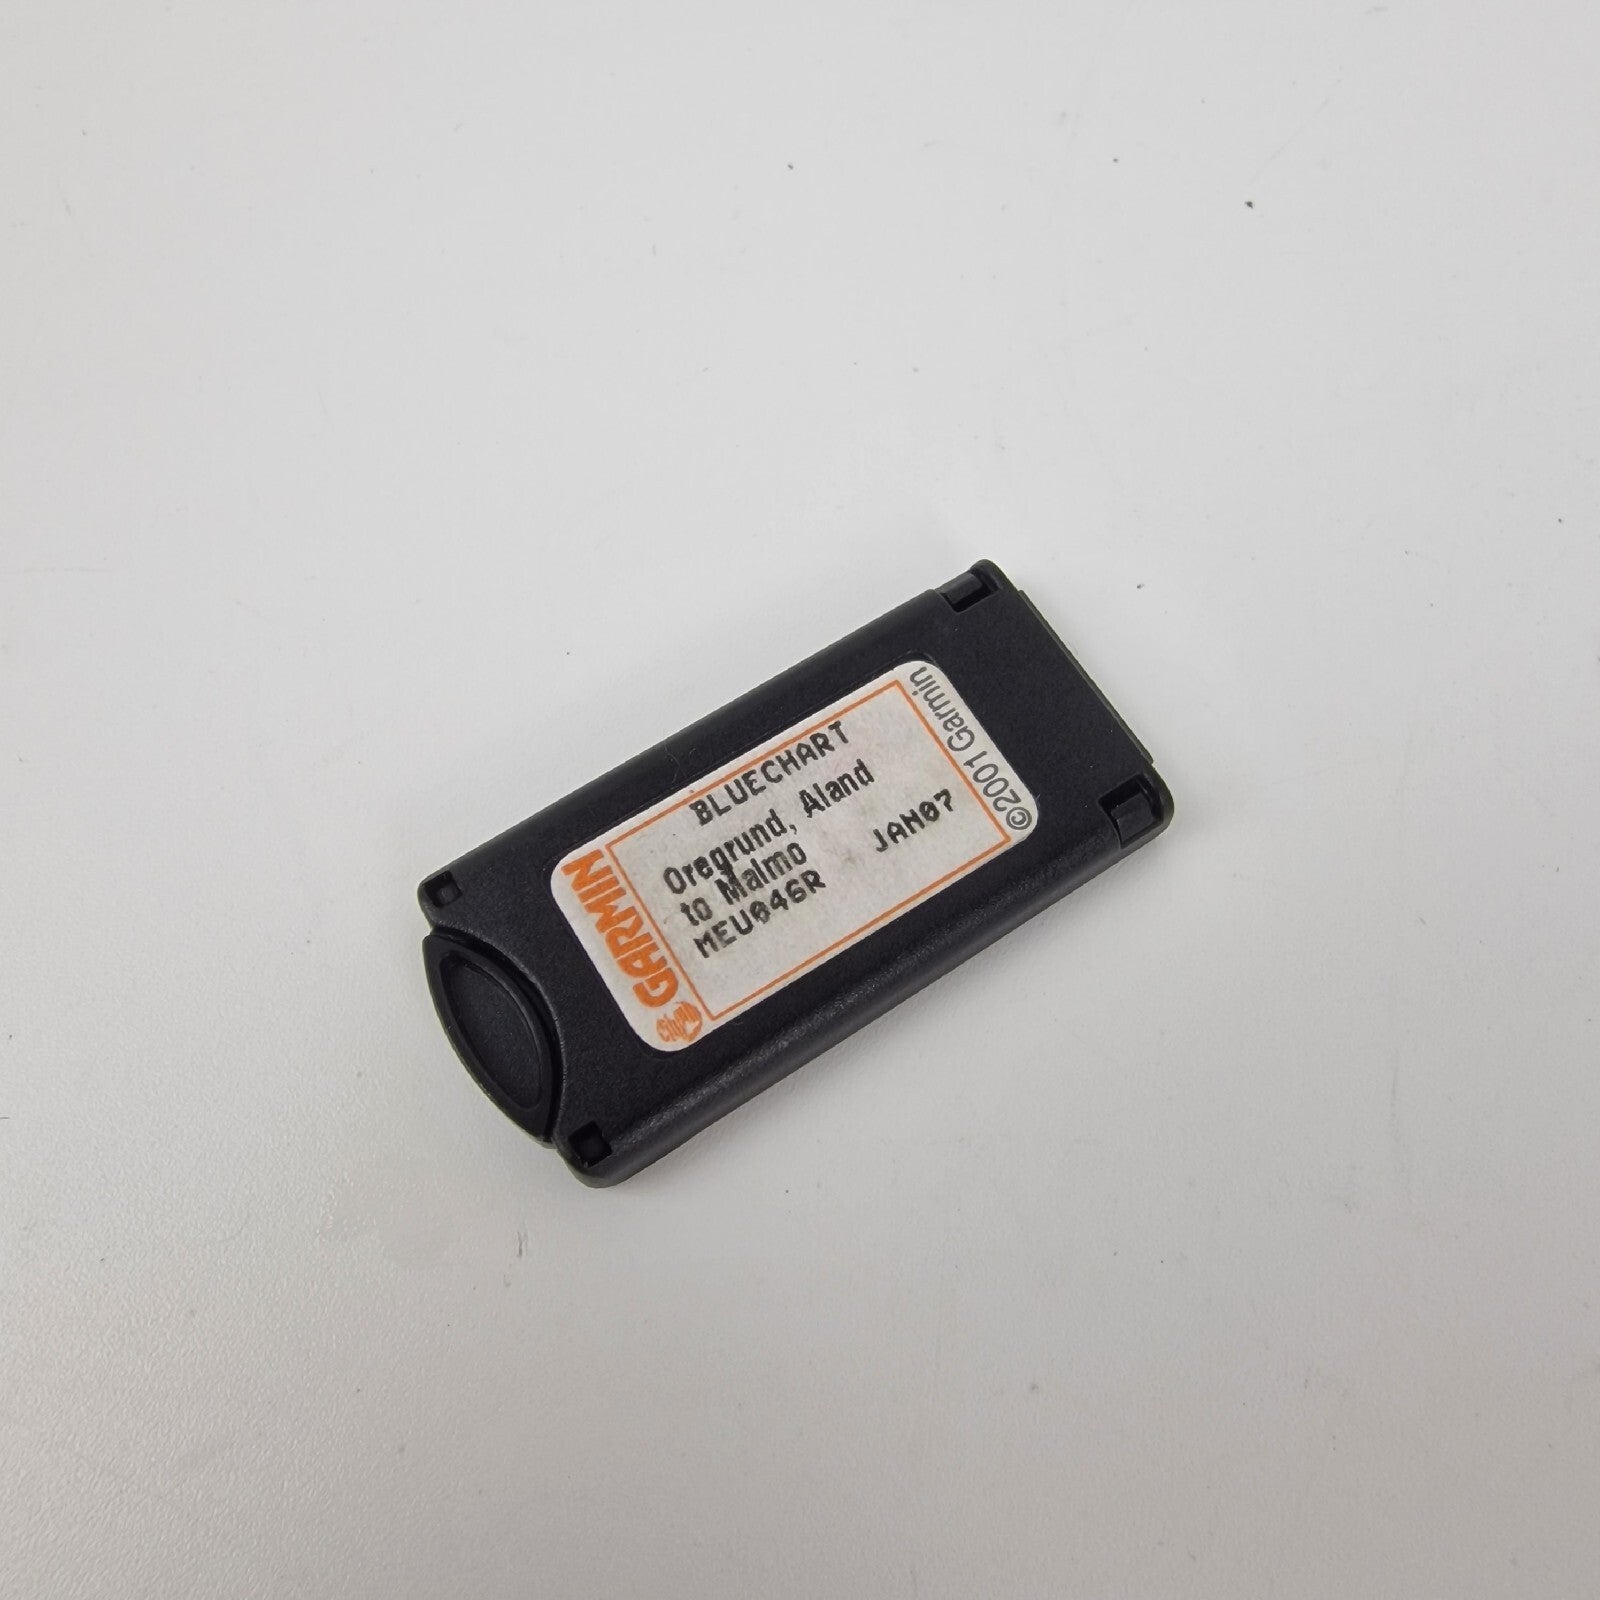 GARMIN
BLUECHART
Oregrund, Aland
to Malmo
MEU046R JAN07
©2001 Garmin